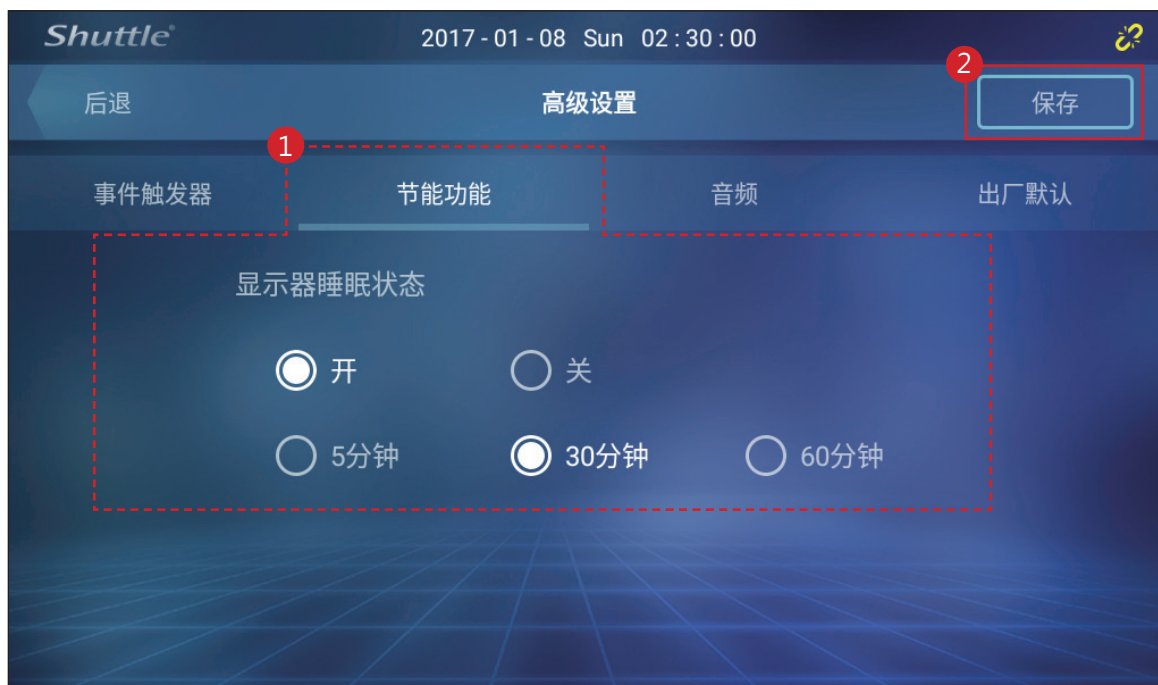 Shuttle® 2017-01-08 Sun 02:30:00
2
后退 高级设置 保存
1
事件触发器 节能功能 音频 出厂默认
显示器睡眠状态
开 关
5分钟 30分钟 60分钟